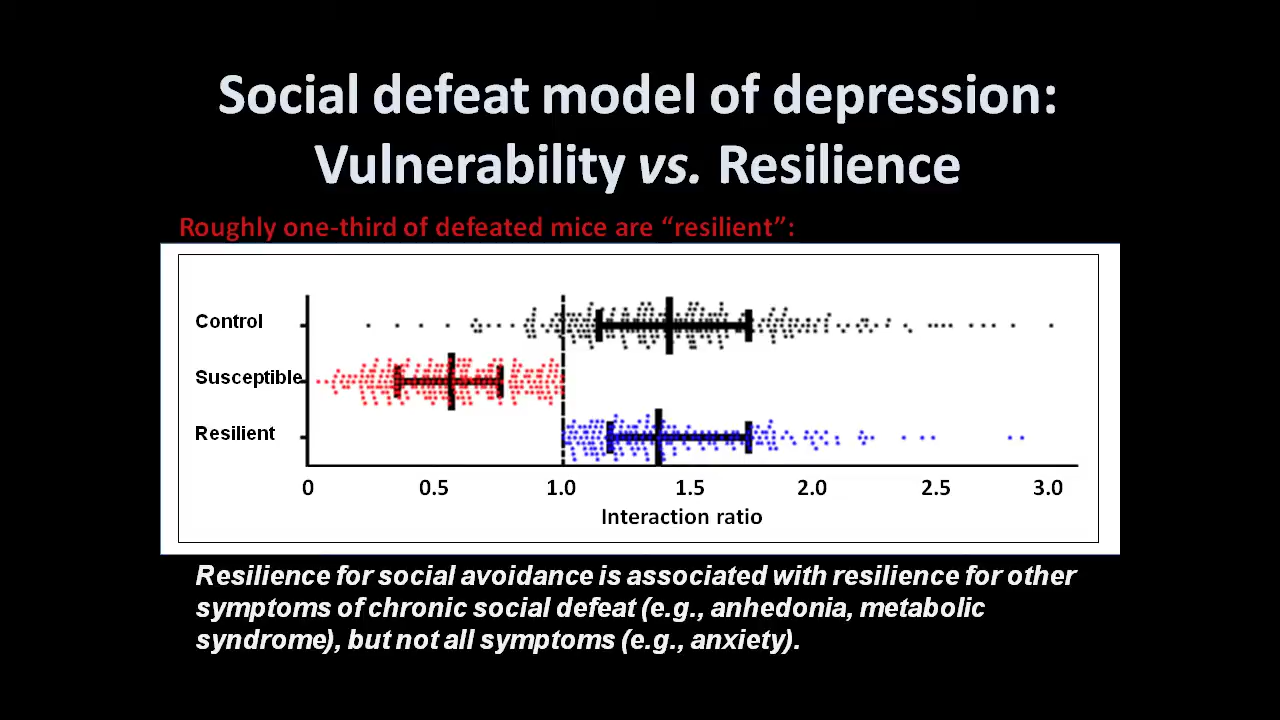 Social defeat model of depression:
Vulnerability vs. Resilience
Roughly one-third of defeated mice are “resilient”:
Control
Susceptible
Resilient
0 0.5 1.0 1.5 2.0 2.5 3.0
Interaction ratio
Resilience for social avoidance is associated with resilience for other
symptoms of chronic social defeat (e.g., anhedonia, metabolic
syndrome), but not all symptoms (e.g., anxiety).